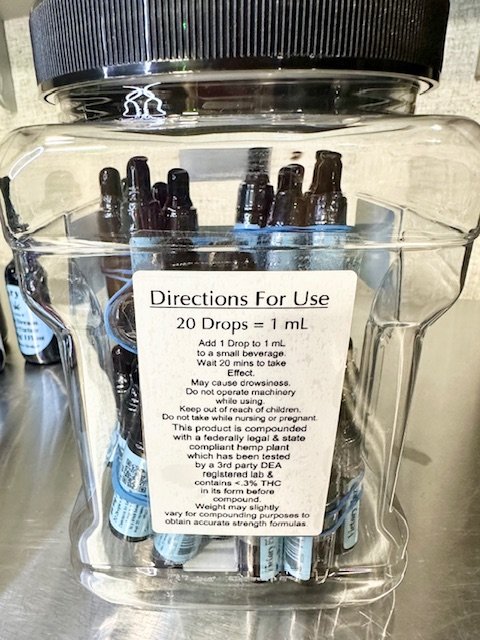 Directions For Use
20 Drops = 1 mL
Add 1 Drop to 1 mL
to a small beverage.
Wait 20 mins to take
Effect.
May cause drowsiness.
Do not operate machinery
while using.
Keep out of reach of children.
Do not take while nursing or pregnant.
This product is compounded
with a federally legal & state
compliant hemp plant
which has been tested
by a 3rd party DEA
registered lab &
contains <.3% THC
in its form before
compound.
Weight may slightly
vary for compounding purposes to
obtain accurate strength formulas.